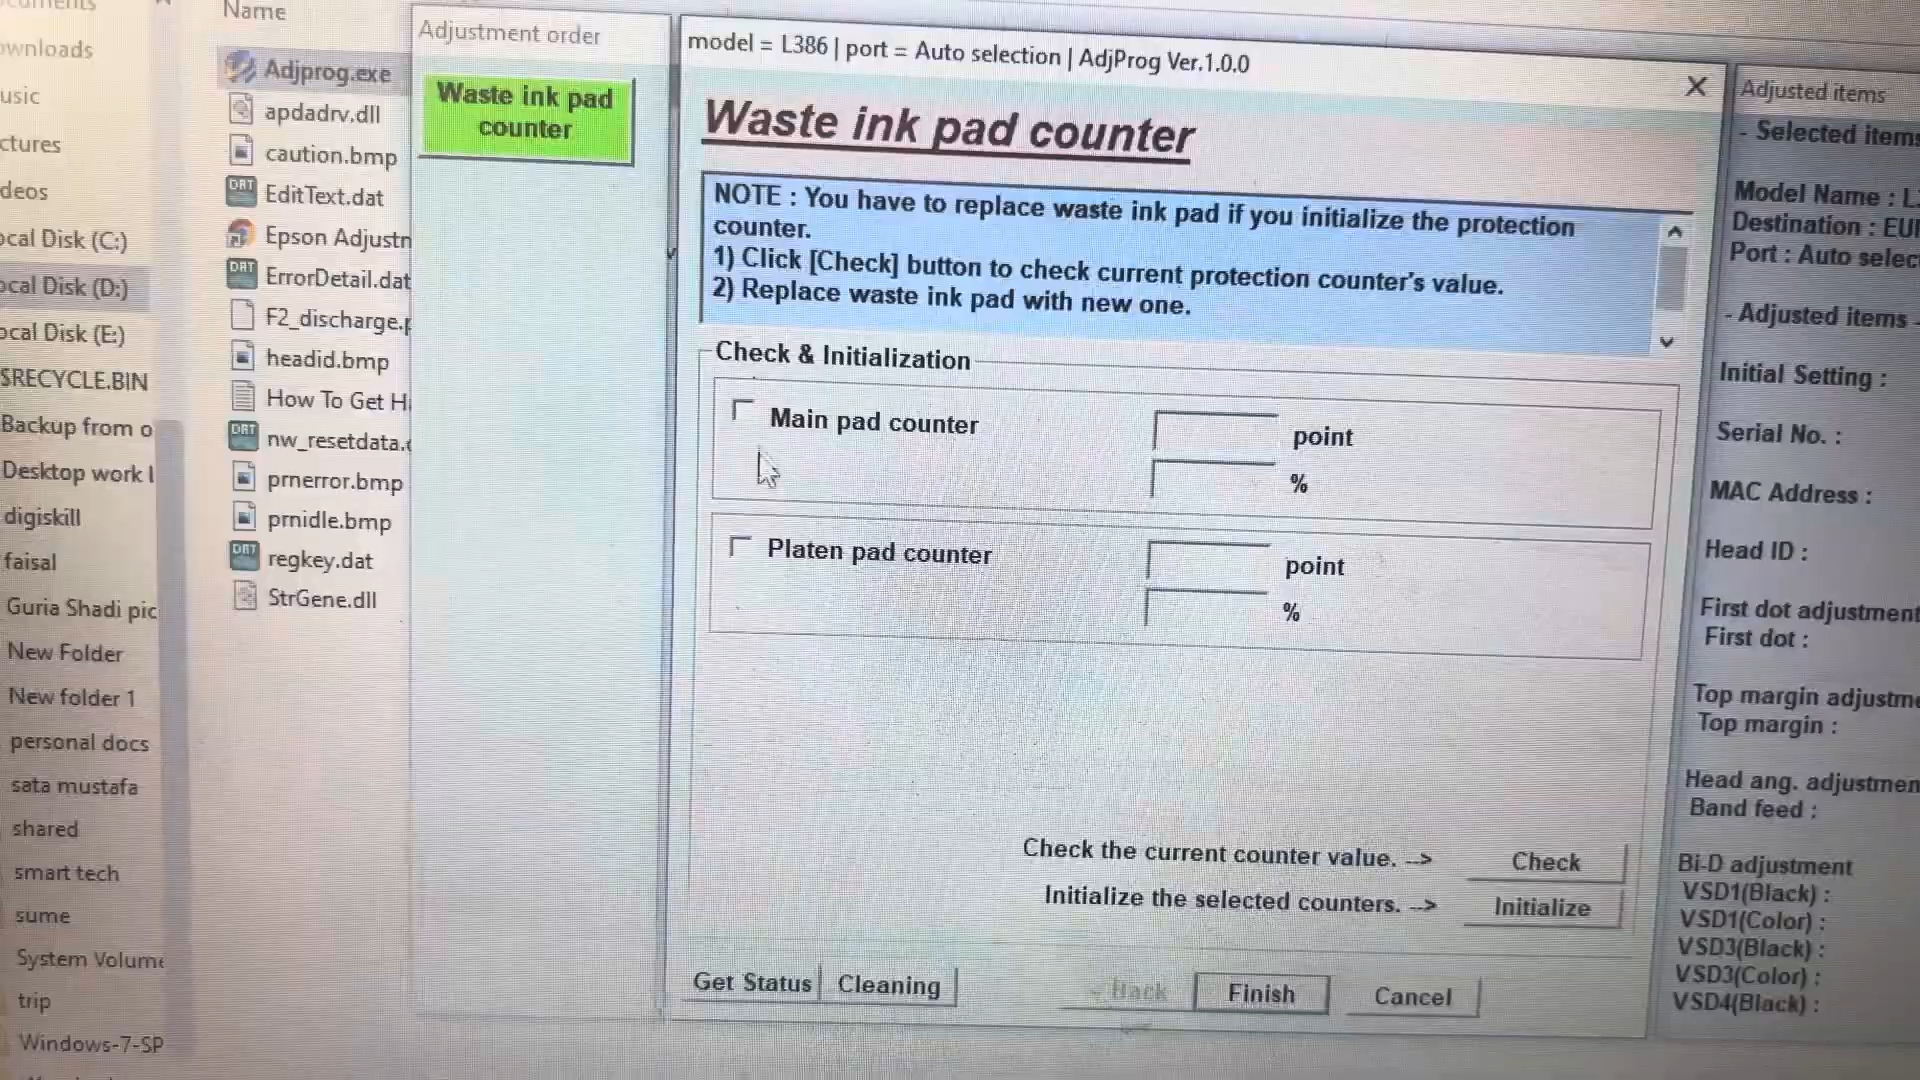 Name
ownloads
usic
ctures
deos
ocal Disk (C:)
ocal Disk (D:)
ocal Disk (E:)
SRECYCLE.BIN
Backup from o
Desktop work l
digiskill
faisal
Guria Shadi pic
New Folder
New folder 1
personal docs
sata mustafa
shared
smart tech
sume
System Volume
trip
Windows-7-SP
Adjprog.exe
apdadrv.dll
caution.bmp
EditText.dat
Epson Adjustn
ErrorDetail.dat
F2_discharge.p
headid.bmp
How To Get H
nw_resetdata.
prnerror.bmp
prnidle.bmp
regkey.dat
StrGene.dll
Adjustment order
Waste ink pad
counter
model = L386 | port = Auto selection | AdjProg Ver.1.0.0
Waste ink pad counter
NOTE : You have to replace waste ink pad if you initialize the protection
counter.
1) Click [Check] button to check current protection counter's value.
2) Replace waste ink pad with new one.
Check & Initialization
Main pad counter
point
%
Platen pad counter
point
%
Check the current counter value. -->
Check
Initialize the selected counters. -->
Initialize
Get Status
Cleaning
Back
Finish
Cancel
Adjusted items
- Selected items
Model Name : L
Destination : EU
Port : Auto selec
- Adjusted items -
Initial Setting :
Serial No. :
MAC Address :
Head ID :
First dot adjustment
First dot :
Top margin adjustme
Top margin :
Head ang. adjustmen
Band feed :
Bi-D adjustment
VSD1(Black) :
VSD1(Color) :
VSD3(Black) :
VSD3(Color) :
VSD4(Black) :